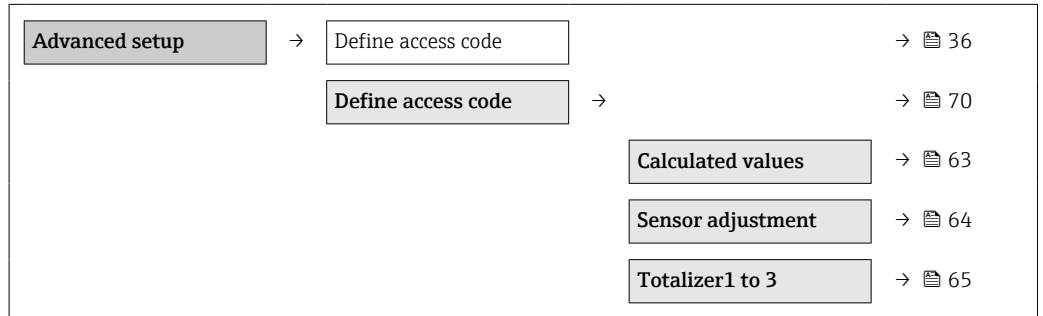 Advanced setup → Define access code → 36
Define access code → → 70
Calculated values → 63
Sensor adjustment → 64
Totalizer1 to 3 → 65